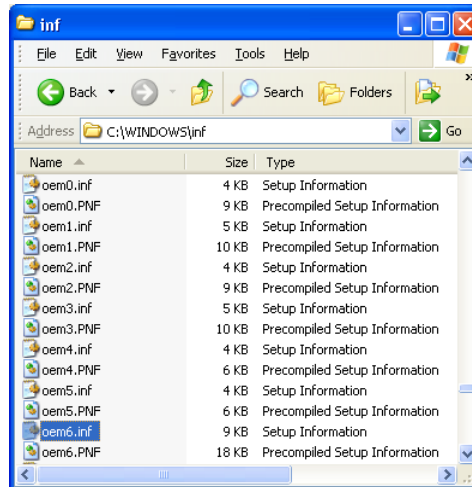 inf
File Edit View Favorites Tools Help
Back Search Folders »
Address C:\WINDOWS\inf Go
Name Size Type
oem0.inf 4 KB Setup Information
oem0.PNF 9 KB Precompiled Setup Information
oem1.inf 5 KB Setup Information
oem1.PNF 10 KB Precompiled Setup Information
oem2.inf 4 KB Setup Information
oem2.PNF 9 KB Precompiled Setup Information
oem3.inf 5 KB Setup Information
oem3.PNF 10 KB Precompiled Setup Information
oem4.inf 4 KB Setup Information
oem4.PNF 6 KB Precompiled Setup Information
oem5.inf 4 KB Setup Information
oem5.PNF 6 KB Precompiled Setup Information
oem6.inf 9 KB Setup Information
oem6.PNF 18 KB Precompiled Setup Information